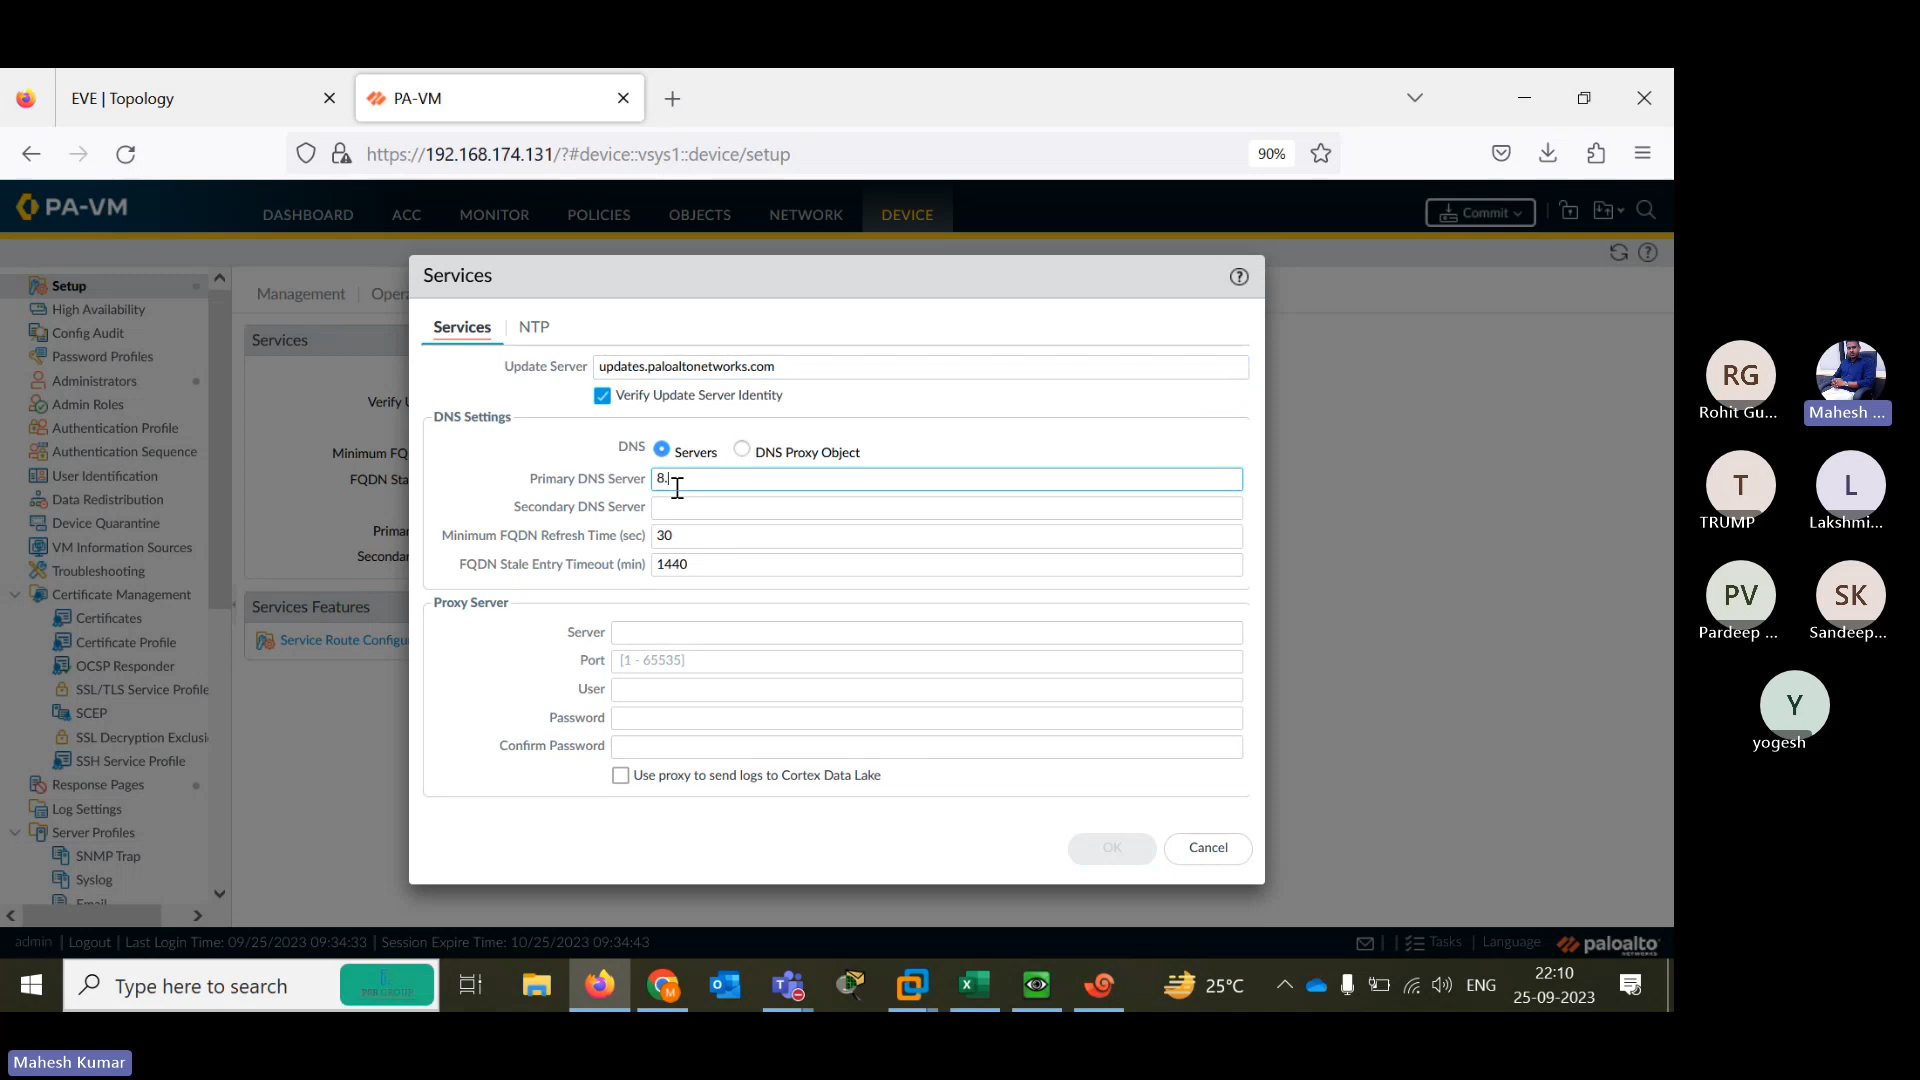 EVE | Topology
PA-VM
https://192.168.174.131/?#device::vsys1::device/setup
90%
PA-VM
DASHBOARD
ACC
MONITOR
POLICIES
OBJECTS
NETWORK
DEVICE
Commit
Setup
High Availability
Config Audit
Password Profiles
Administrators
Admin Roles
Authentication Profile
Authentication Sequence
User Identification
Data Redistribution
Device Quarantine
VM Information Sources
Troubleshooting
Certificate Management
Certificates
Certificate Profile
OCSP Responder
SSL/TLS Service Profile
SCEP
SSL Decryption Exclusi
SSH Service Profile
Response Pages
Log Settings
Server Profiles
SNMP Trap
Syslog
Email
Management
Opera
Services
Verify U
Minimum FQ
FQDN Stal
Primar
Secondar
Services Features
Service Route Configu
Services
Services
NTP
Update Server updates.paloaltonetworks.com
Verify Update Server Identity
DNS Settings
DNS Servers DNS Proxy Object
Primary DNS Server 8.
Secondary DNS Server
Minimum FQDN Refresh Time (sec) 30
FQDN Stale Entry Timeout (min) 1440
Proxy Server
Server
Port [1 - 65535]
User
Password
Confirm Password
Use proxy to send logs to Cortex Data Lake
OK
Cancel
admin | Logout | Last Login Time: 09/25/2023 09:34:33 | Session Expire Time: 10/25/2023 09:34:43
Tasks | Language
paloalto
NETWORKS
Type here to search
PSR GROUP
25°C
ENG
22:10
25-09-2023
RG
Rohit Gu...
Mahesh ...
T
TRUMP
L
Lakshmi...
PV
Pardeep ...
SK
Sandeep...
Y
yogesh
Mahesh Kumar